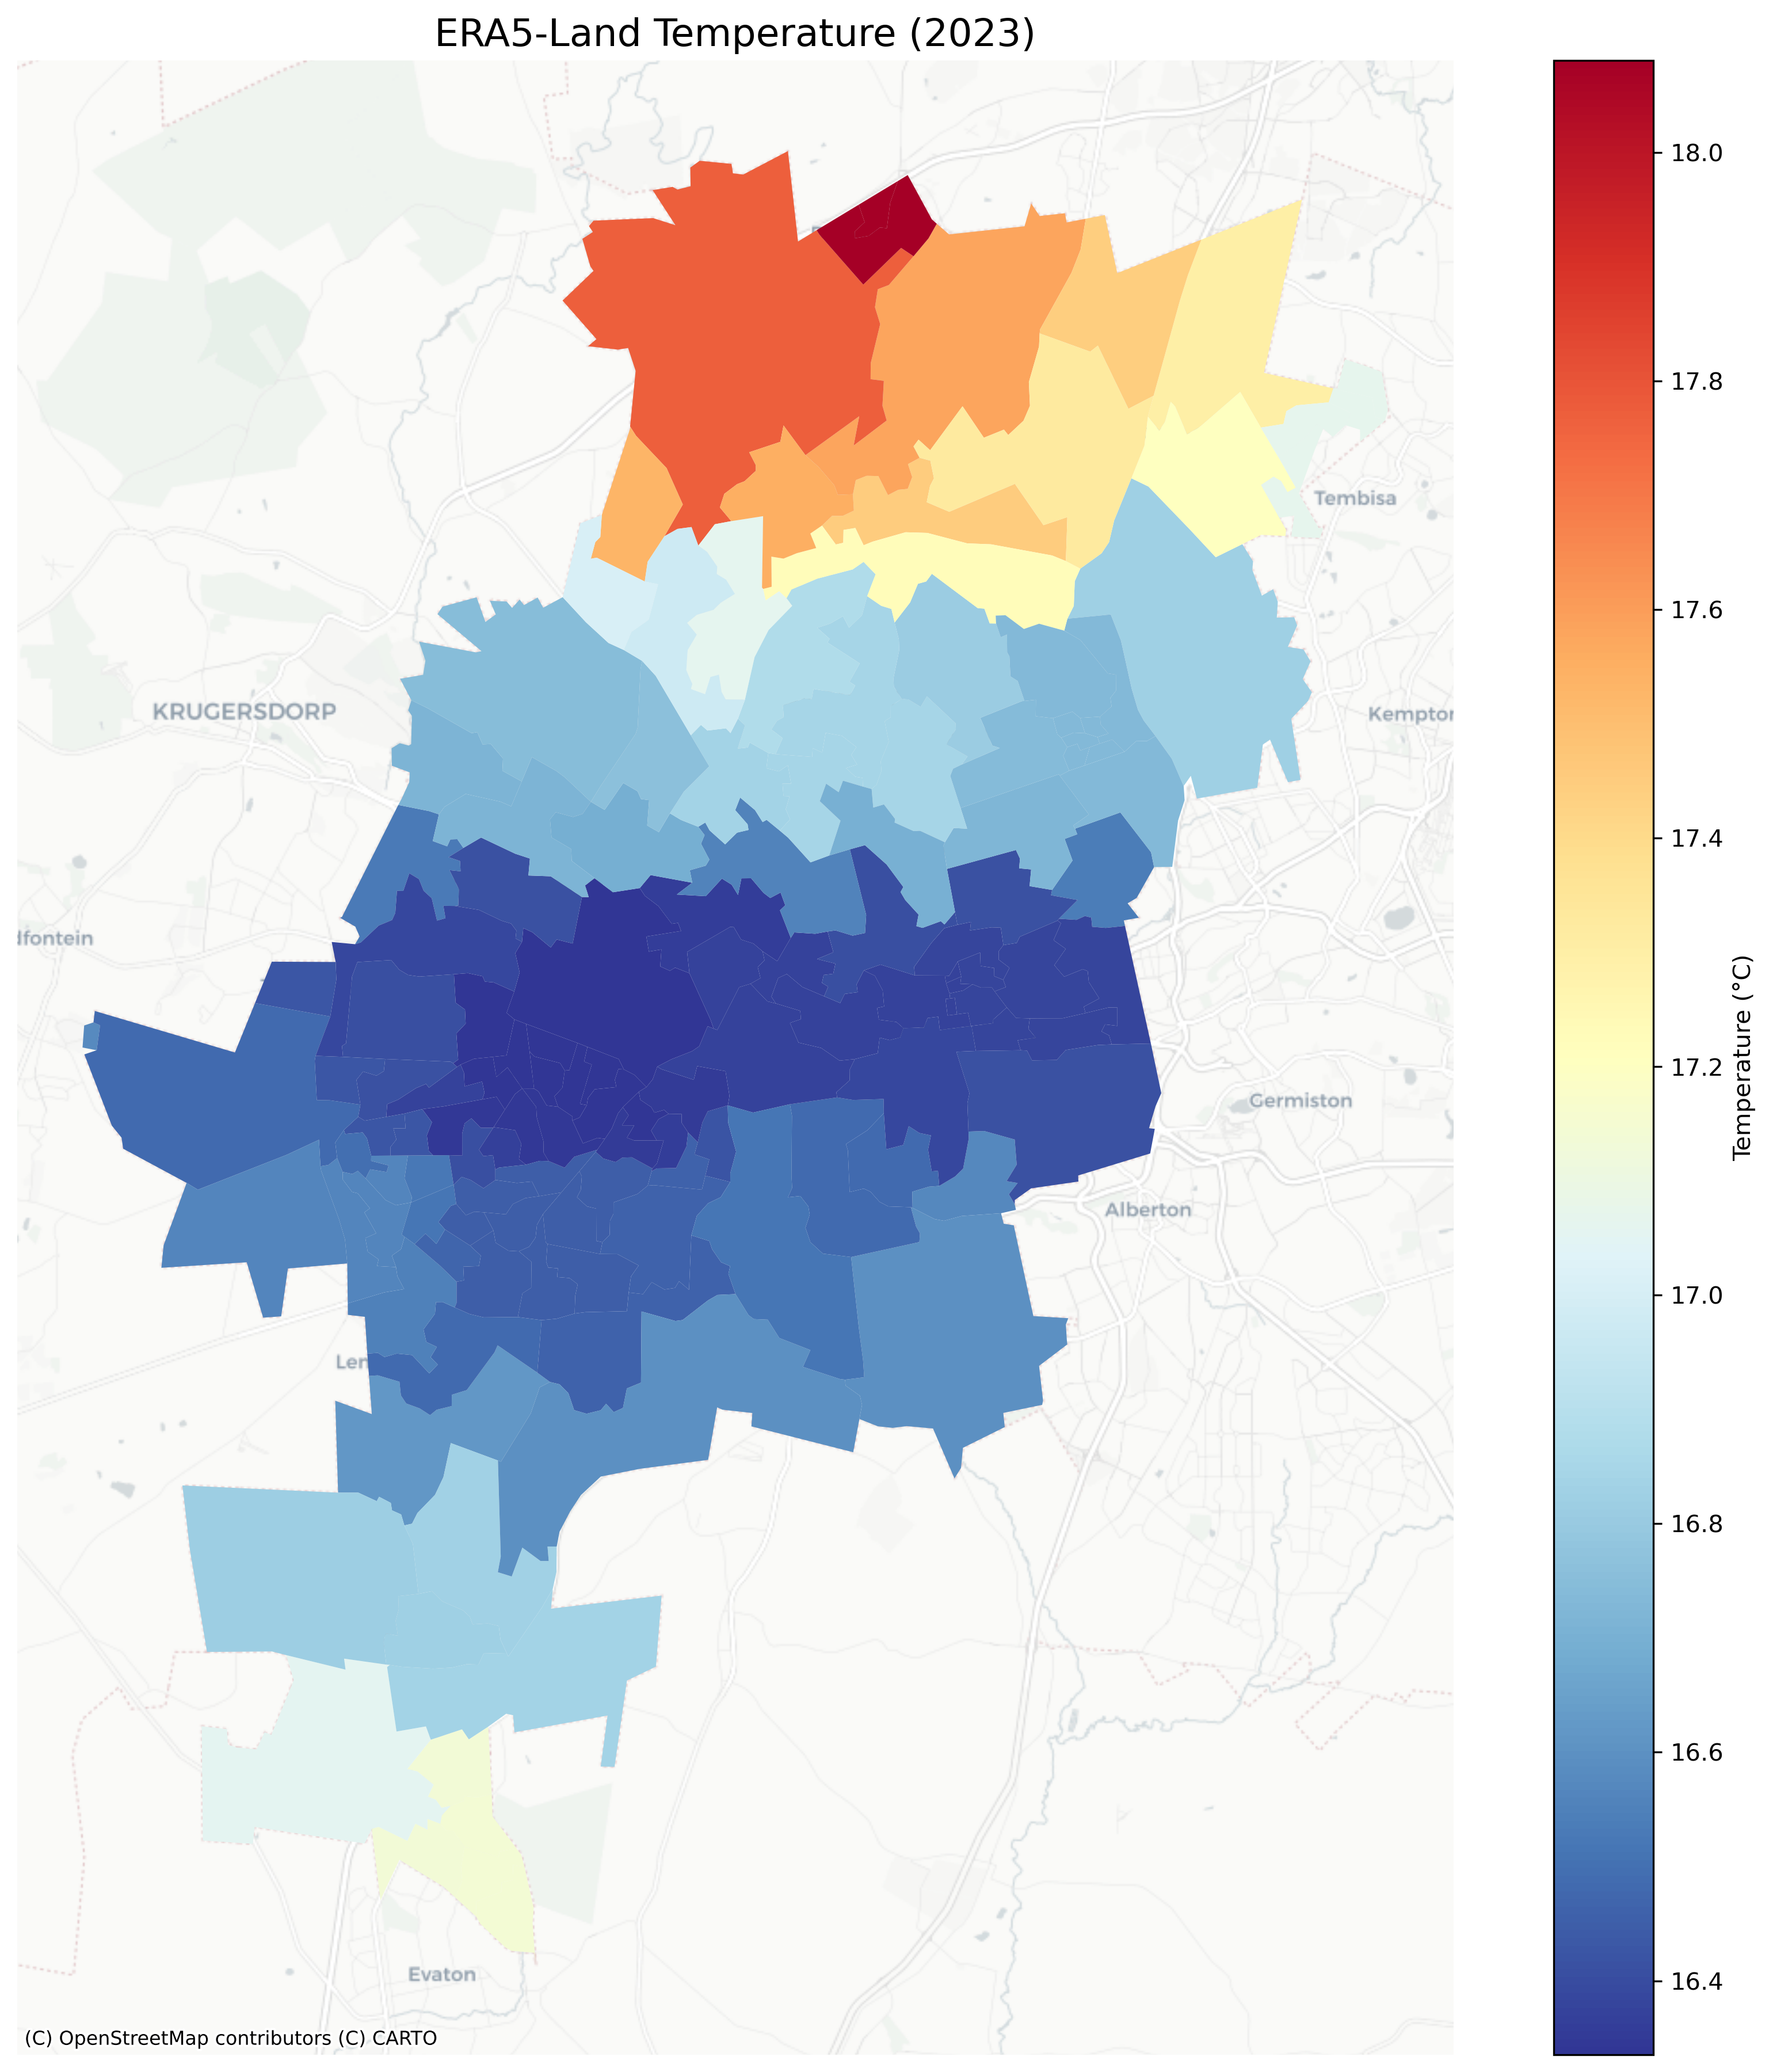 ERA5-Land Temperature (2023)
18.0
17.8
17.6
Tembisa
KRUGERSDORP
Kempton
17.4
dfontein
17.2
Germiston
Temperature (°C)
Alberton
17.0
Len
16.8
16.6
Evaton
16.4
(C) OpenStreetMap contributors (C) CARTO